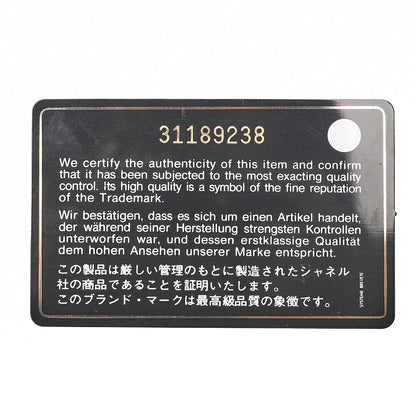 31189238
We certify the authenticity of this item and confirm
that it has been subjected to the most exacting quality
control. Its high quality is a symbol of the fine reputation
of the Trademark.
Wir bestätigen, dass es sich um einen Artikel handelt,
der während seiner Herstellung strengsten Kontrollen
unterworfen war, und dessen erstklassige Qualität
dem hohen Ansehen unserer Marke entspricht.
この製品は厳しい管理のもとに製造されたシャネル
社の商品であることを証明いたします。
このブランド・マークは最高級品質の象徴です。